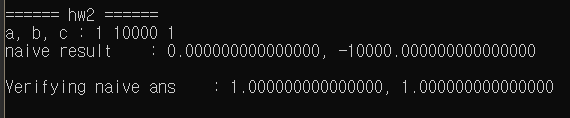 ====== hw2 ======
a, b, c : 1 10000 1
naive result    : 0.000000000000000, -10000.000000000000000
Verifying naive ans    : 1.000000000000000, 1.000000000000000